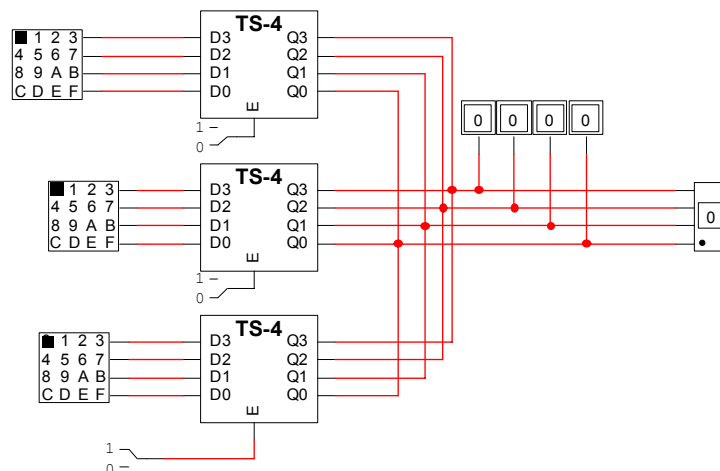 TS-4
1 2 3
4 5 6 7
8 9 A B
C D E F
D3 Q3
D2 Q2
D1 Q1
D0 Q0
E
1
0
0 0 0 0
TS-4
1 2 3
4 5 6 7
8 9 A B
C D E F
D3 Q3
D2 Q2
D1 Q1
D0 Q0
E
0
1
0
TS-4
1 2 3
4 5 6 7
8 9 A B
C D E F
D3 Q3
D2 Q2
D1 Q1
D0 Q0
E
1
0